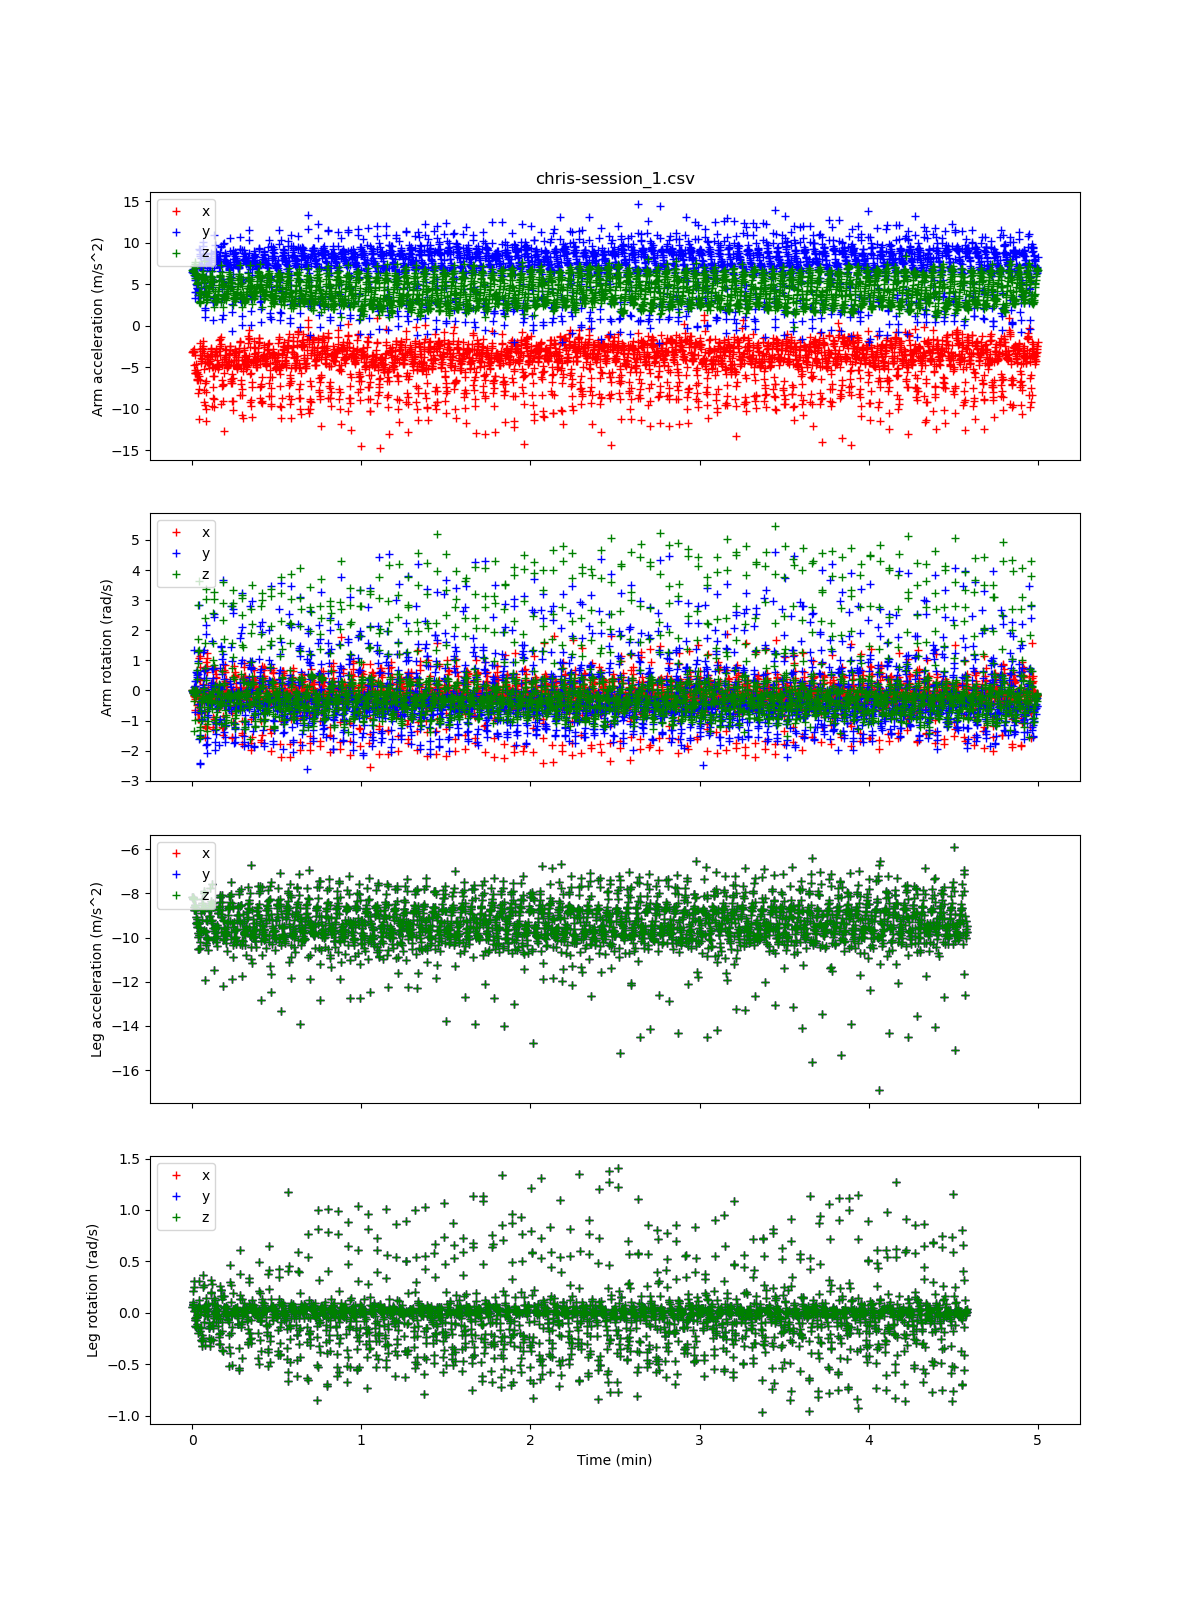 chris-session_1.csv
15
10
5
0
−5
−10
−15
Arm acceleration (m/s^2)
x
y
z
5
4
3
2
1
0
−1
−2
−3
Arm rotation (rad/s)
x
y
z
−6
−8
−10
−12
−14
−16
Leg acceleration (m/s^2)
x
y
z
1.5
1.0
0.5
0.0
−0.5
−1.0
Leg rotation (rad/s)
x
y
z
0 1 2 3 4 5
Time (min)